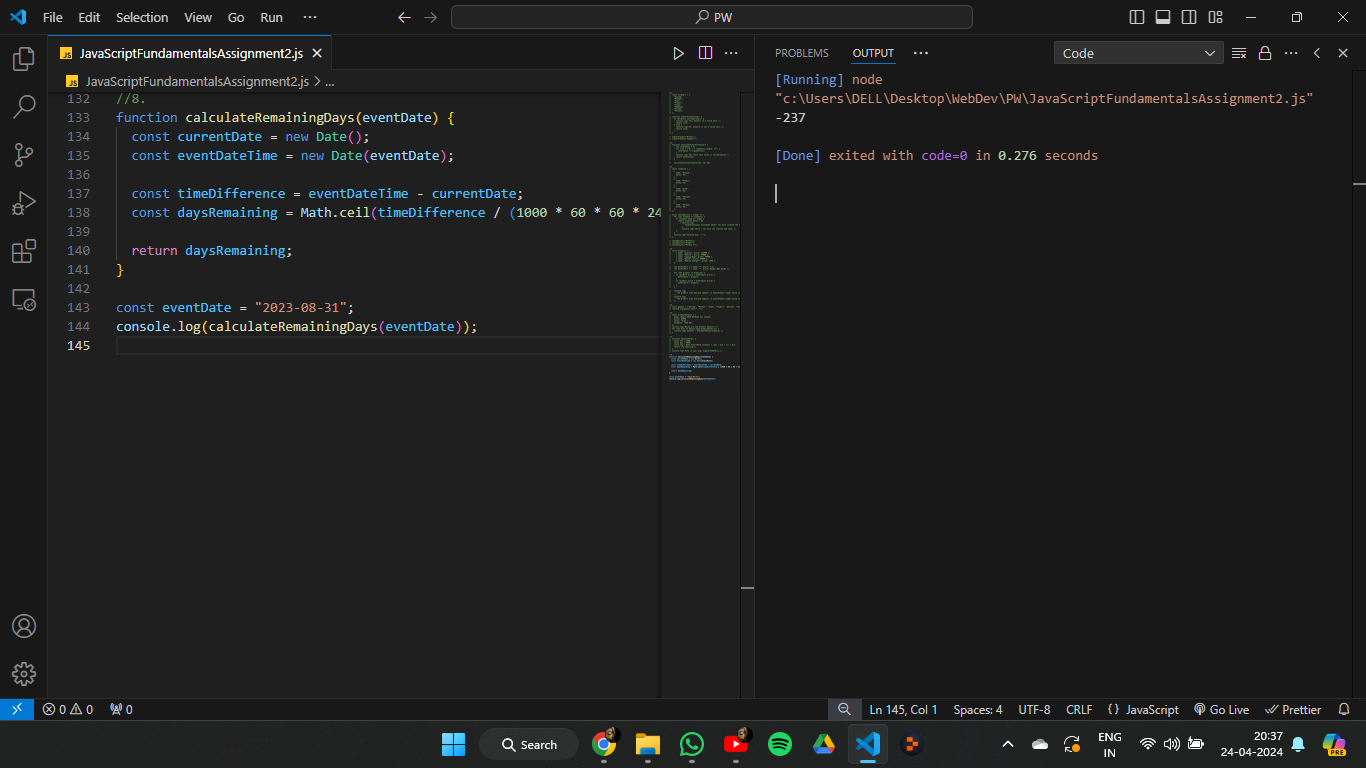 File Edit Selection View Go Run ···
PW
JS JavaScriptFundamentalsAssignment2.js
JS JavaScriptFundamentalsAssignment2.js > ...
132 //8.
133 function calculateRemainingDays(eventDate) {
134 const currentDate = new Date();
135 const eventDateTime = new Date(eventDate);
136
137 const timeDifference = eventDateTime - currentDate;
138 const daysRemaining = Math.ceil(timeDifference / (1000 * 60 * 60 * 24
139
140 return daysRemaining;
141 }
142
143 const eventDate = "2023-08-31";
144 console.log(calculateRemainingDays(eventDate));
145
PROBLEMS OUTPUT ··· Code
[Running] node
"c:\Users\DELL\Desktop\WebDev\PW\JavaScriptFundamentalsAssignment2.js"
-237
[Done] exited with code=0 in 0.276 seconds
0 0 0
Ln 145, Col 1 Spaces: 4 UTF-8 CRLF {} JavaScript Go Live Prettier
Search
ENG
IN
20:37
24-04-2024
PRE